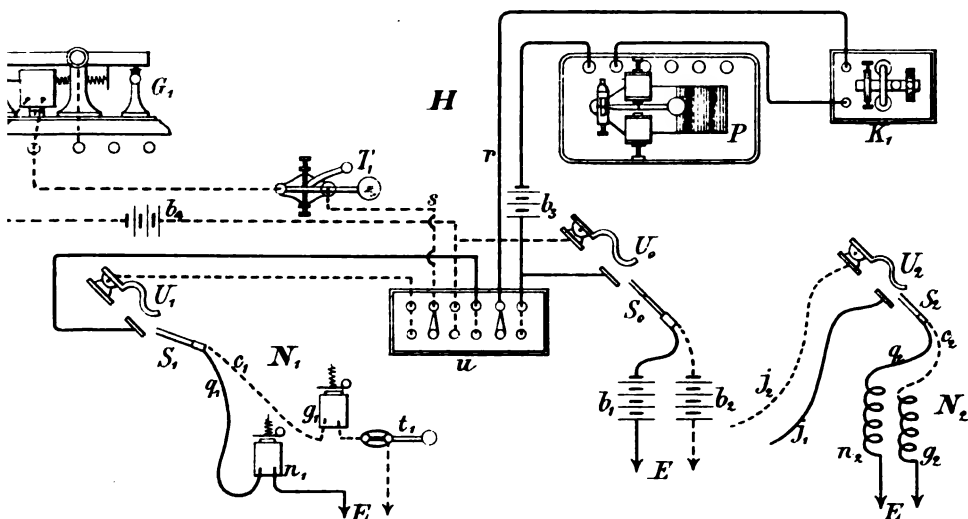 G₁
H
T₁
P
K₁
r
s
b₄
b₃
U₀
U₁
U₂
S₀
S₂
S₁
c₁
N₁
u
q₁
g₁
t₁
n₁
E
b₁
b₂
E
j₂
j₁
q₂
c₂
N₂
n₂
g₂
E